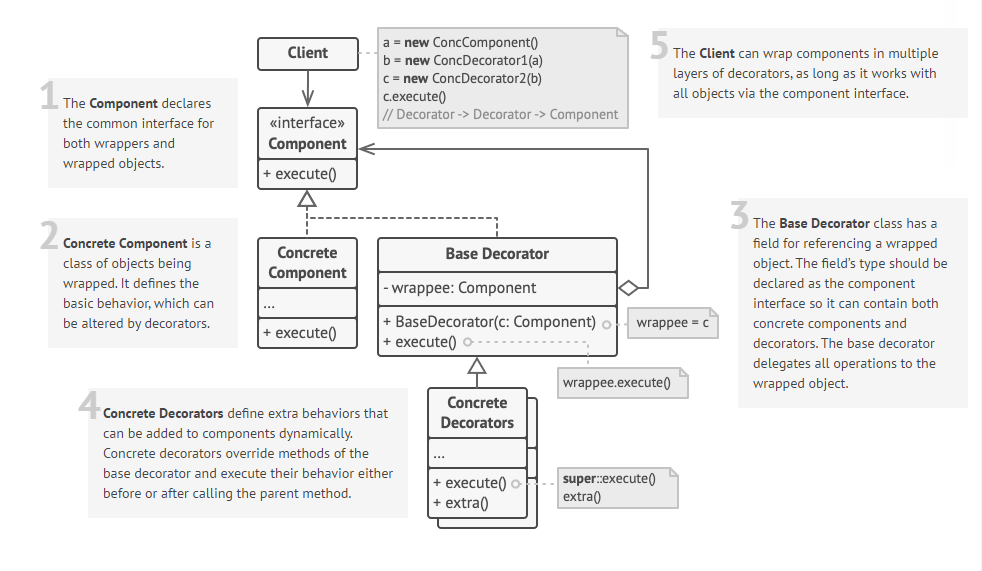 Client
a = new ConcComponent()
b = new ConcDecorator1(a)
c = new ConcDecorator2(b)
c.execute()
// Decorator -> Decorator -> Component
5
The Client can wrap components in multiple
layers of decorators, as long as it works with
all objects via the component interface.
1
The Component declares
the common interface for
both wrappers and
wrapped objects.
«interface»
Component
+ execute()
2
Concrete Component is a
class of objects being
wrapped. It defines the
basic behavior, which can
be altered by decorators.
Concrete
Component
...
+ execute()
Base Decorator
- wrappee: Component
+ BaseDecorator(c: Component)
+ execute()
wrappee = c
wrappee.execute()
3
The Base Decorator class has a
field for referencing a wrapped
object. The field's type should be
declared as the component
interface so it can contain both
concrete components and
decorators. The base decorator
delegates all operations to the
wrapped object.
4
Concrete Decorators define extra behaviors that
can be added to components dynamically.
Concrete decorators override methods of the
base decorator and execute their behavior either
before or after calling the parent method.
Concrete
Decorators
...
+ execute()
+ extra()
super::execute()
extra()